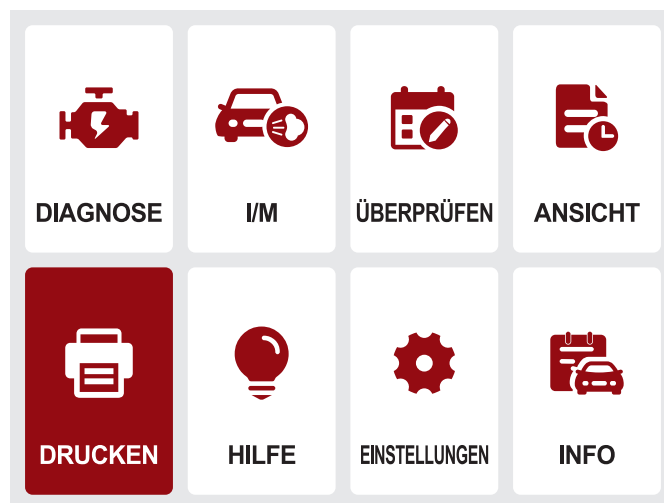 DIAGNOSE
I/M
ÜBERPRÜFEN
ANSICHT
DRUCKEN
HILFE
EINSTELLUNGEN
INFO